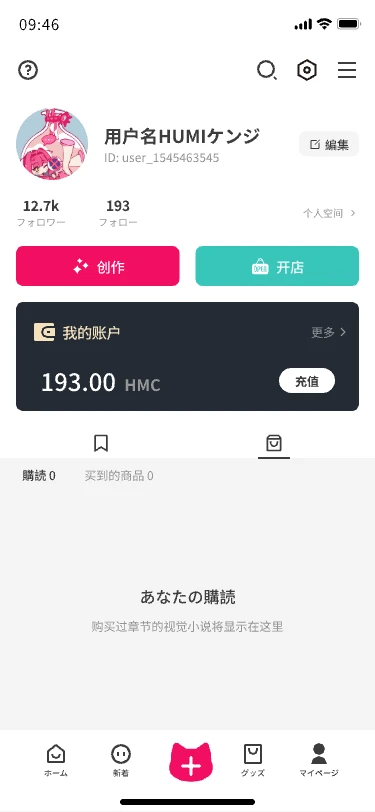 09:46
用户名HUMIケンジ
編集
ID: user_1545463545
12.7k
193
フォロワー
フォロー
个人空间
创作
OPEN
开店
我的账户
更多
193.00 HMC
充值
購読 0
买到的商品 0
あなたの購読
购买过章节的视觉小说将显示在这里
ホーム
新着
グッズ
マイページ